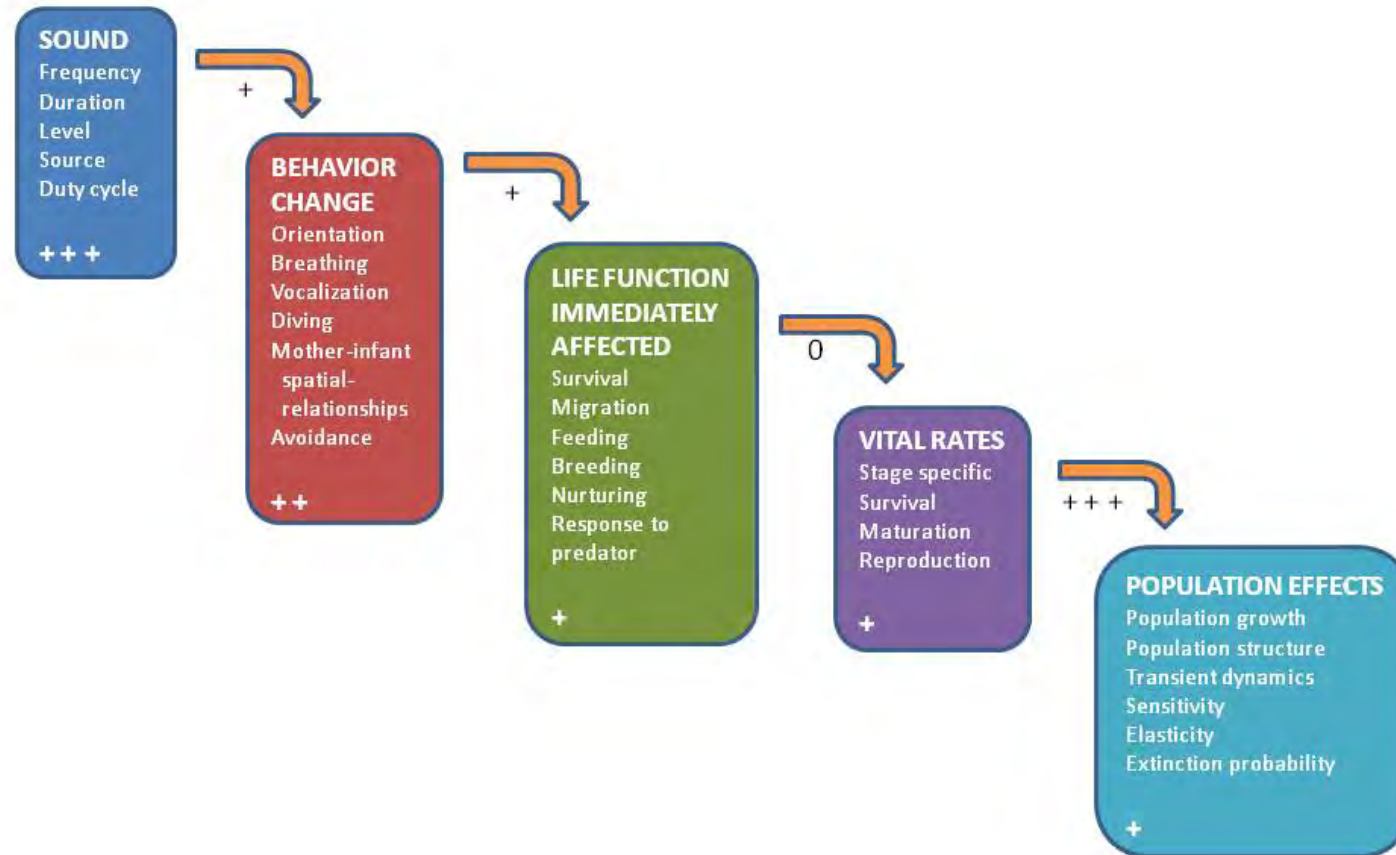 SOUND
Frequency
Duration
Level
Source
Duty cycle
+ + +
+
BEHAVIOR
CHANGE
Orientation
Breathing
Vocalization
Diving
Mother-infant
spatial-
relationships
Avoidance
+ +
+
LIFE FUNCTION
IMMEDIATELY
AFFECTED
Survival
Migration
Feeding
Breeding
Nurturing
Response to
predator
+
0
VITAL RATES
Stage specific
Survival
Maturation
Reproduction
+
+ + +
POPULATION EFFECTS
Population growth
Population structure
Transient dynamics
Sensitivity
Elasticity
Extinction probability
+